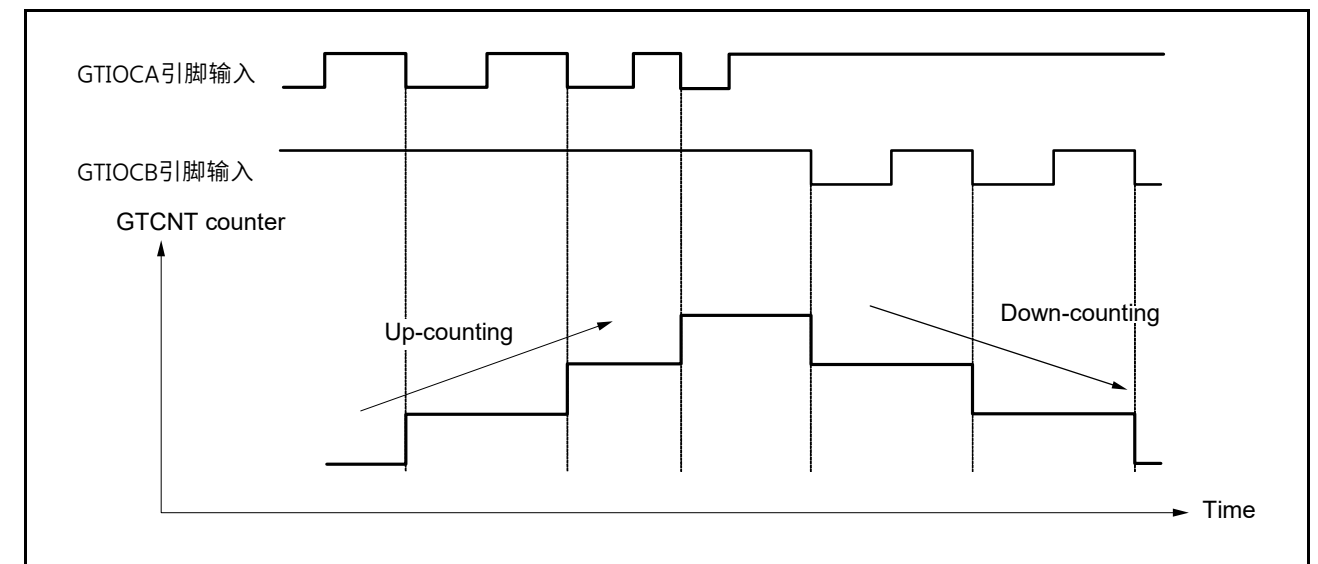 GTIOCA引脚输入
GTIOCB引脚输入
GTCNT counter
Up-counting
Down-counting
Time